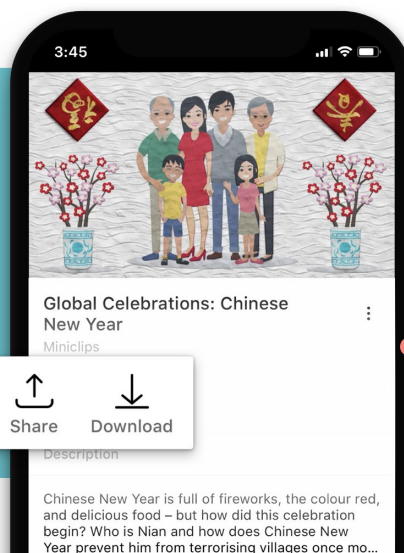 3:45
福
春
Global Celebrations: Chinese
New Year
Miniclips
Share Download
Description
Chinese New Year is full of fireworks, the colour red,
and delicious food – but how did this celebration
begin? Who is Nian and how does Chinese New
Year prevent him from terrorising villages once mo...